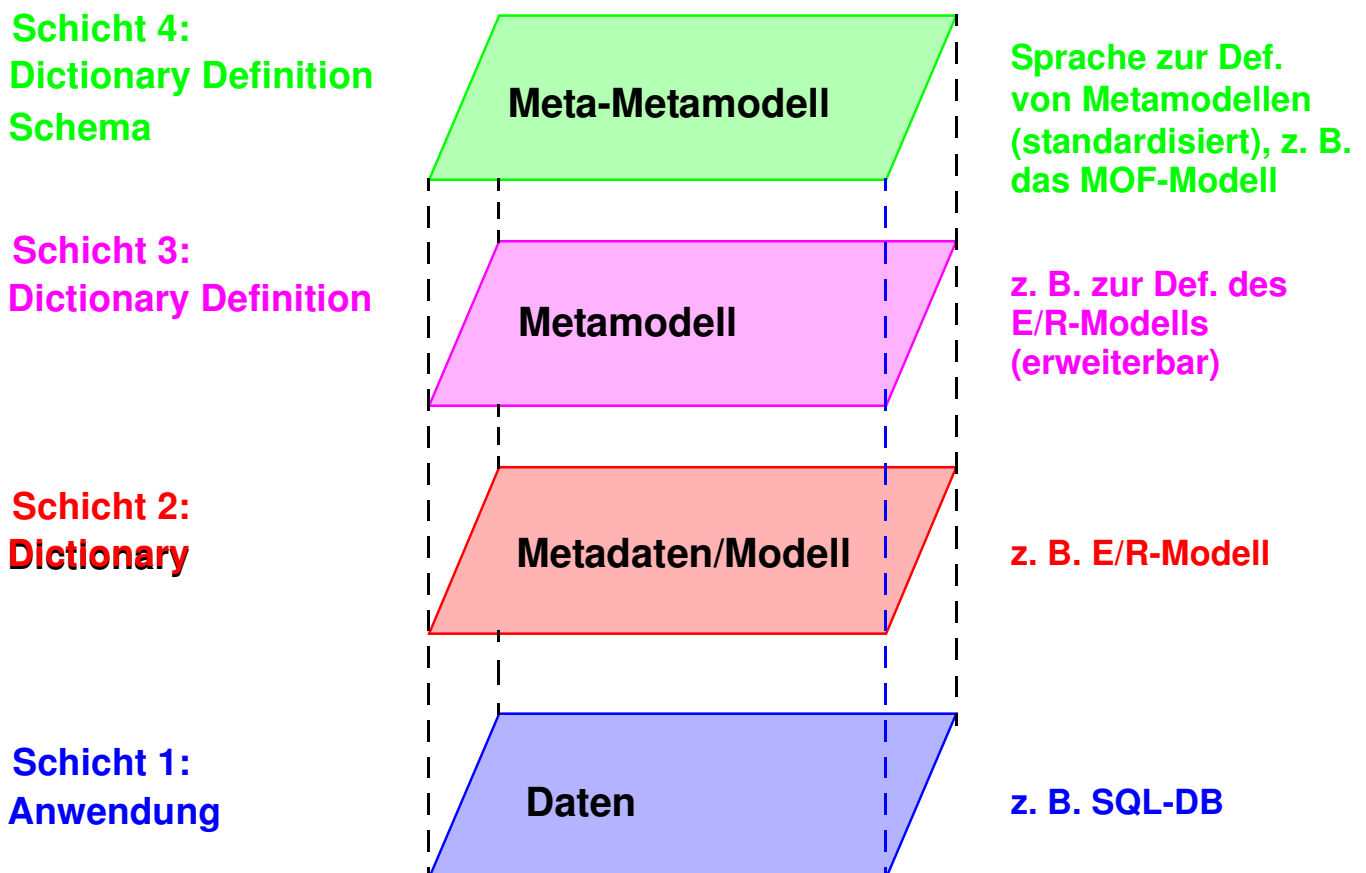 Schicht 4:
Dictionary Definition
Schema
Meta-Metamodell
Sprache zur Def.
von Metamodellen
(standardisiert), z. B.
das MOF-Modell
Schicht 3:
Dictionary Definition
Metamodell
z. B. zur Def. des
E/R-Modells
(erweiterbar)
Schicht 2:
Dictionary
Metadaten/Modell
z. B. E/R-Modell
Schicht 1:
Anwendung
Daten
z. B. SQL-DB